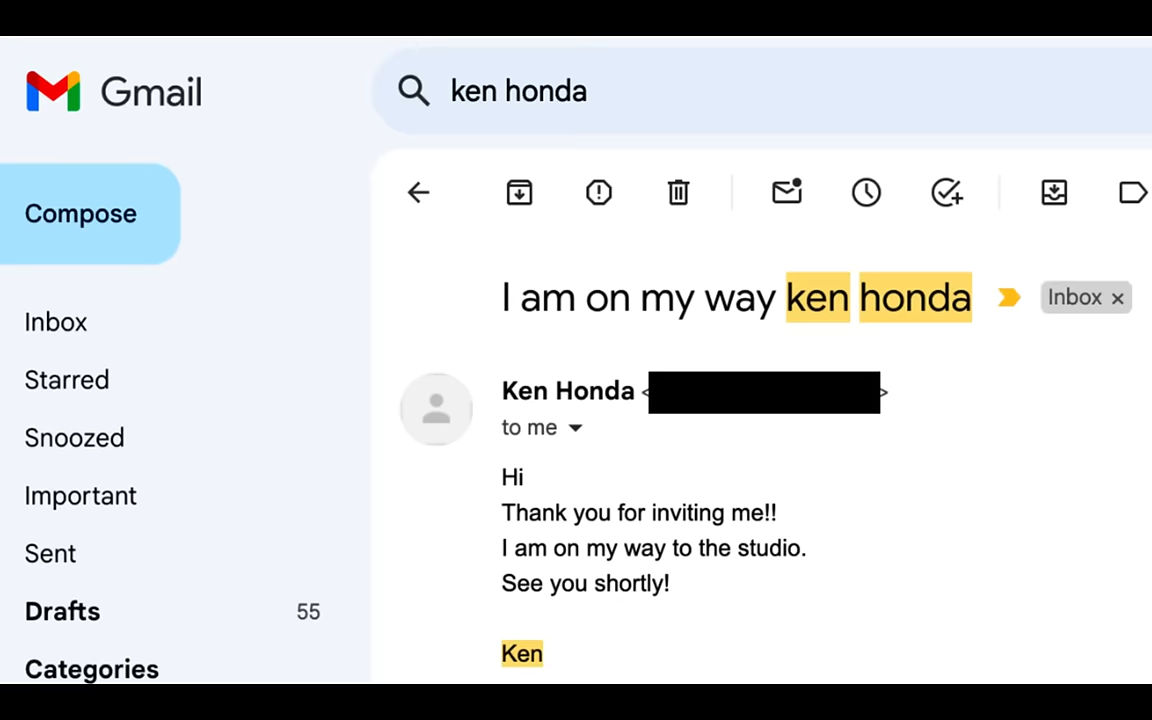 Gmail
ken honda
Compose
I am on my way ken honda
Inbox ×
Inbox
Starred
Snoozed
Important
Sent
Drafts 55
Categories
Ken Honda < >
to me
Hi
Thank you for inviting me!!
I am on my way to the studio.
See you shortly!
Ken